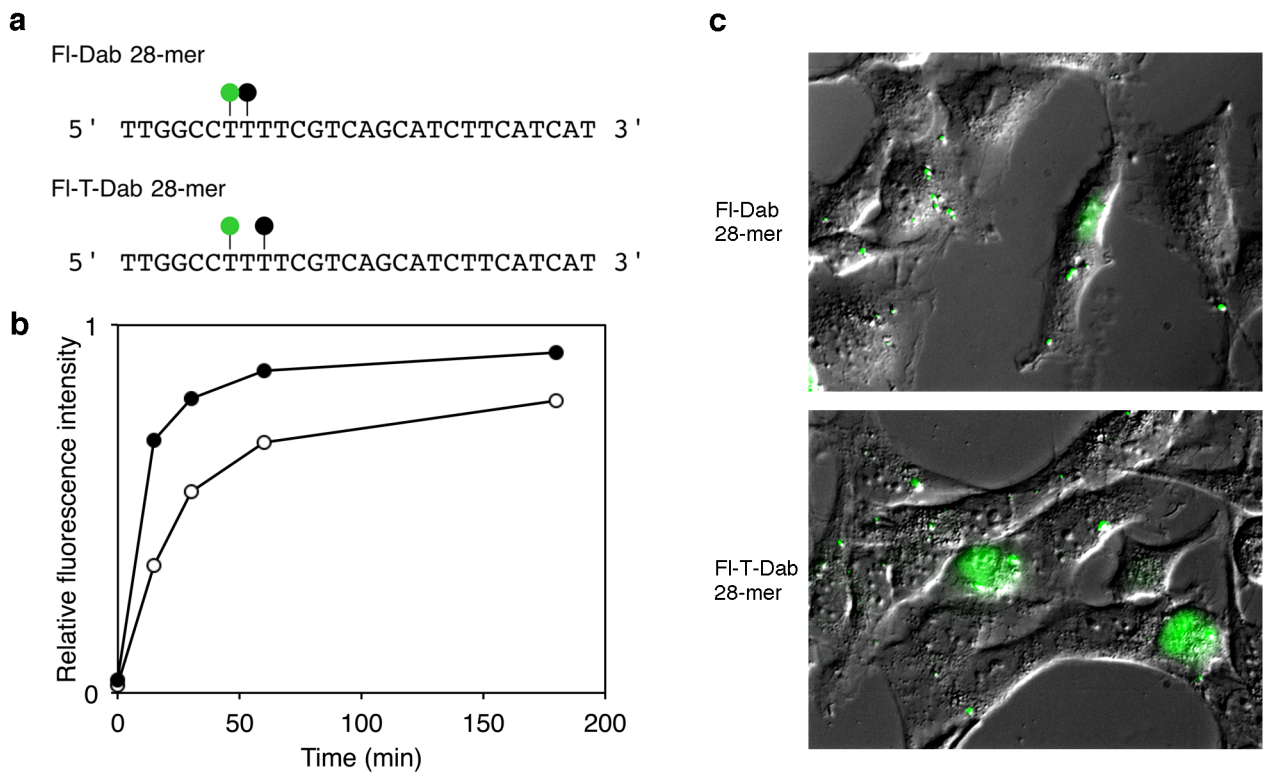 a
Fl-Dab 28-mer
5' TTGGCCTTTTCGTCAGCATCTTCATCAT 3'
Fl-T-Dab 28-mer
5' TTGGCCTTTTCGTCAGCATCTTCATCAT 3'
b
Relative fluorescence intensity
1
0
0 50 100 150 200
Time (min)
c
Fl-Dab
28-mer
Fl-T-Dab
28-mer